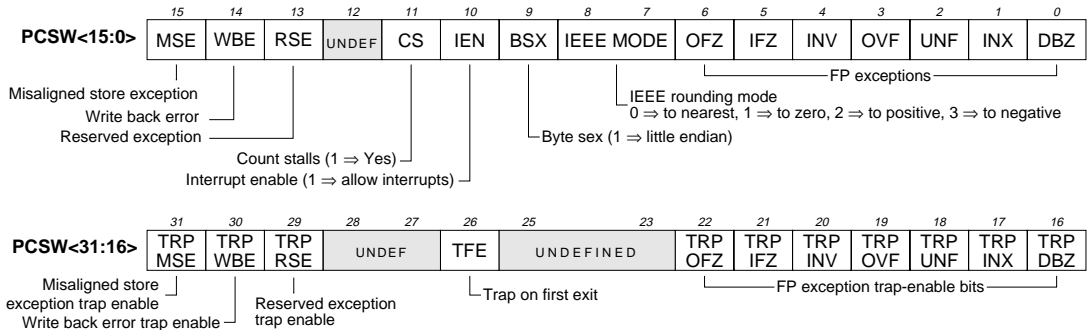 15 14 13 12 11 10 9 8 7 6 5 4 3 2 1 0
PCSW<15:0> MSE WBE RSE UNDEF CS IEN BSX IEEE MODE OFZ IFZ INV OVF UNF INX DBZ
Misaligned store exception
Write back error
Reserved exception
FP exceptions
IEEE rounding mode
0 ⇒ to nearest, 1 ⇒ to zero, 2 ⇒ to positive, 3 ⇒ to negative
Byte sex (1 ⇒ little endian)
Count stalls (1 ⇒ Yes)
Interrupt enable (1 ⇒ allow interrupts)
31 30 29 28 27 26 25 23 22 21 20 19 18 17 16
PCSW<31:16> TRP MSE TRP WBE TRP RSE UNDEF TFE UNDEFINED TRP OFZ TRP IFZ TRP INV TRP OVF TRP UNF TRP INX TRP DBZ
Misaligned store
exception trap enable
Write back error trap enable
Reserved exception
trap enable
Trap on first exit
FP exception trap-enable bits